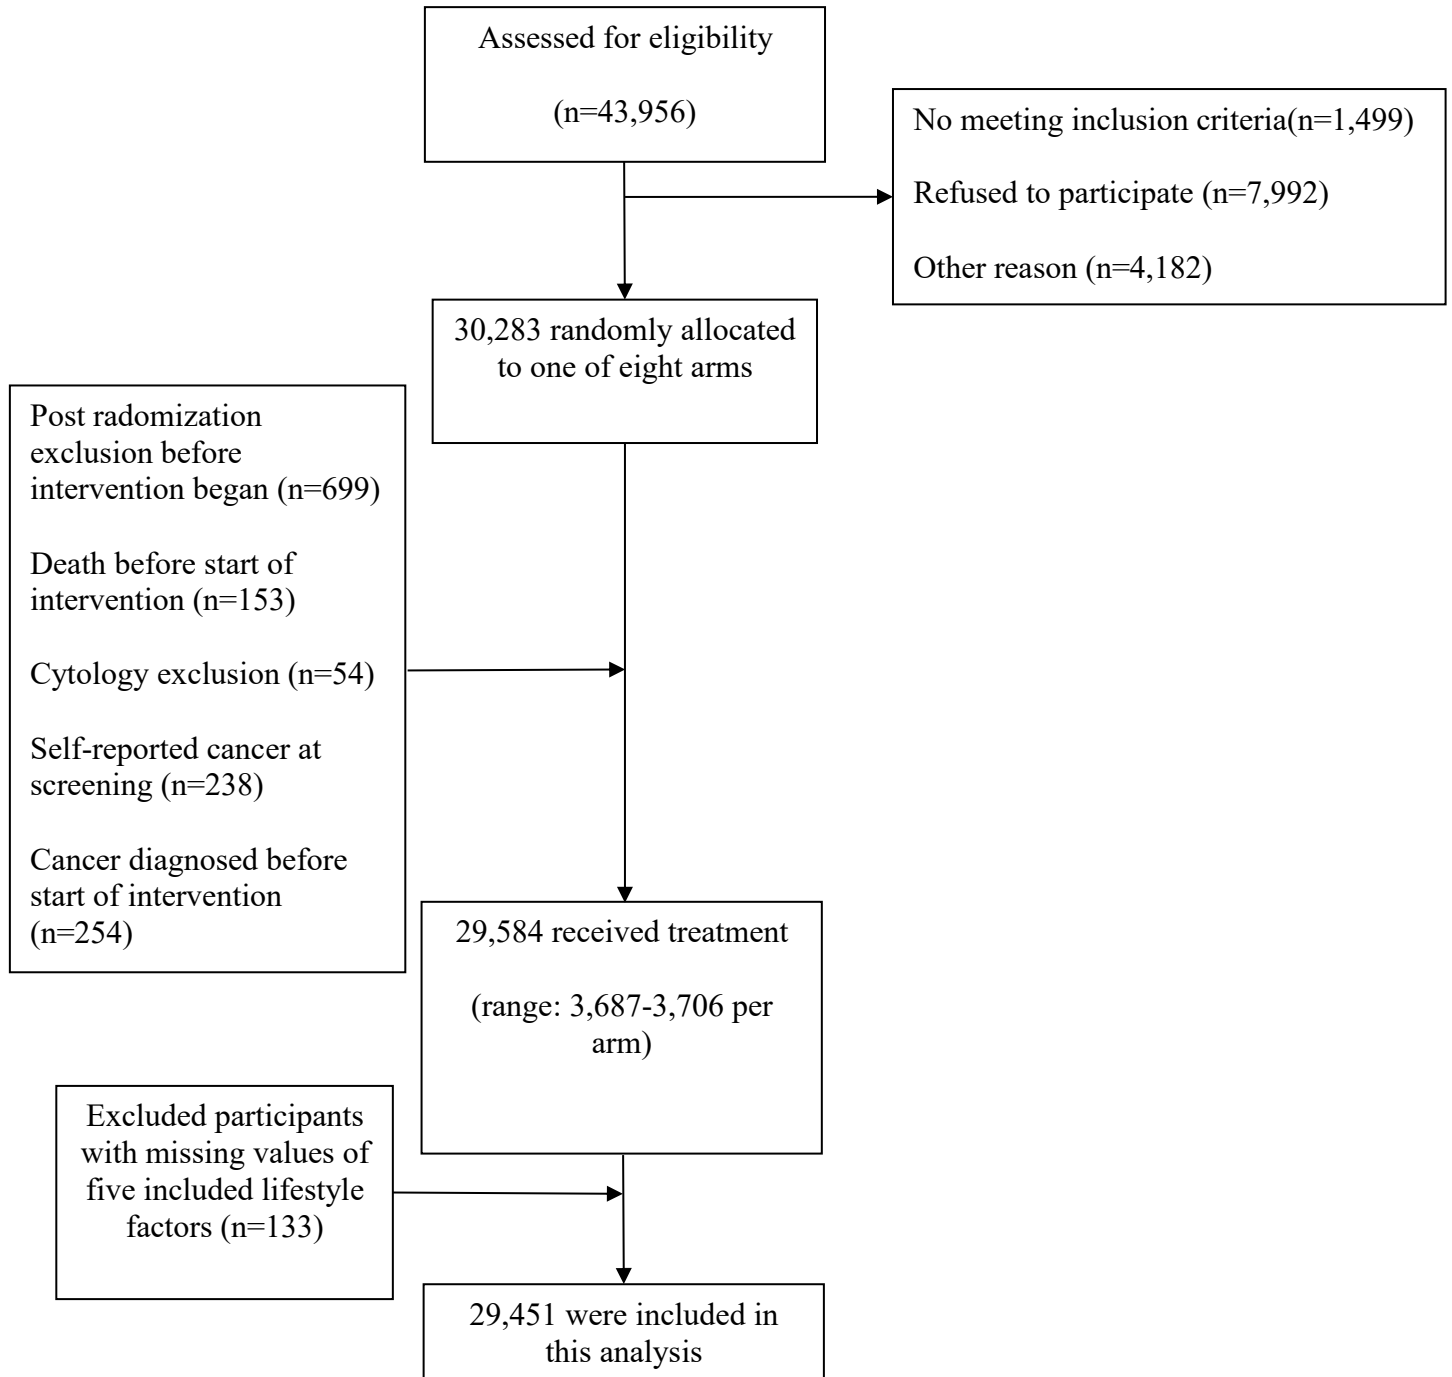 Assessed for eligibility
(n=43,956)
No meeting inclusion criteria(n=1,499)
Refused to participate (n=7,992)
Other reason (n=4,182)
30,283 randomly allocated
to one of eight arms
Post radomization
exclusion before
intervention began (n=699)
Death before start of
intervention (n=153)
Cytology exclusion (n=54)
Self-reported cancer at
screening (n=238)
Cancer diagnosed before
start of intervention
(n=254)
29,584 received treatment
(range: 3,687-3,706 per
arm)
Excluded participants
with missing values of
five included lifestyle
factors (n=133)
29,451 were included in
this analysis